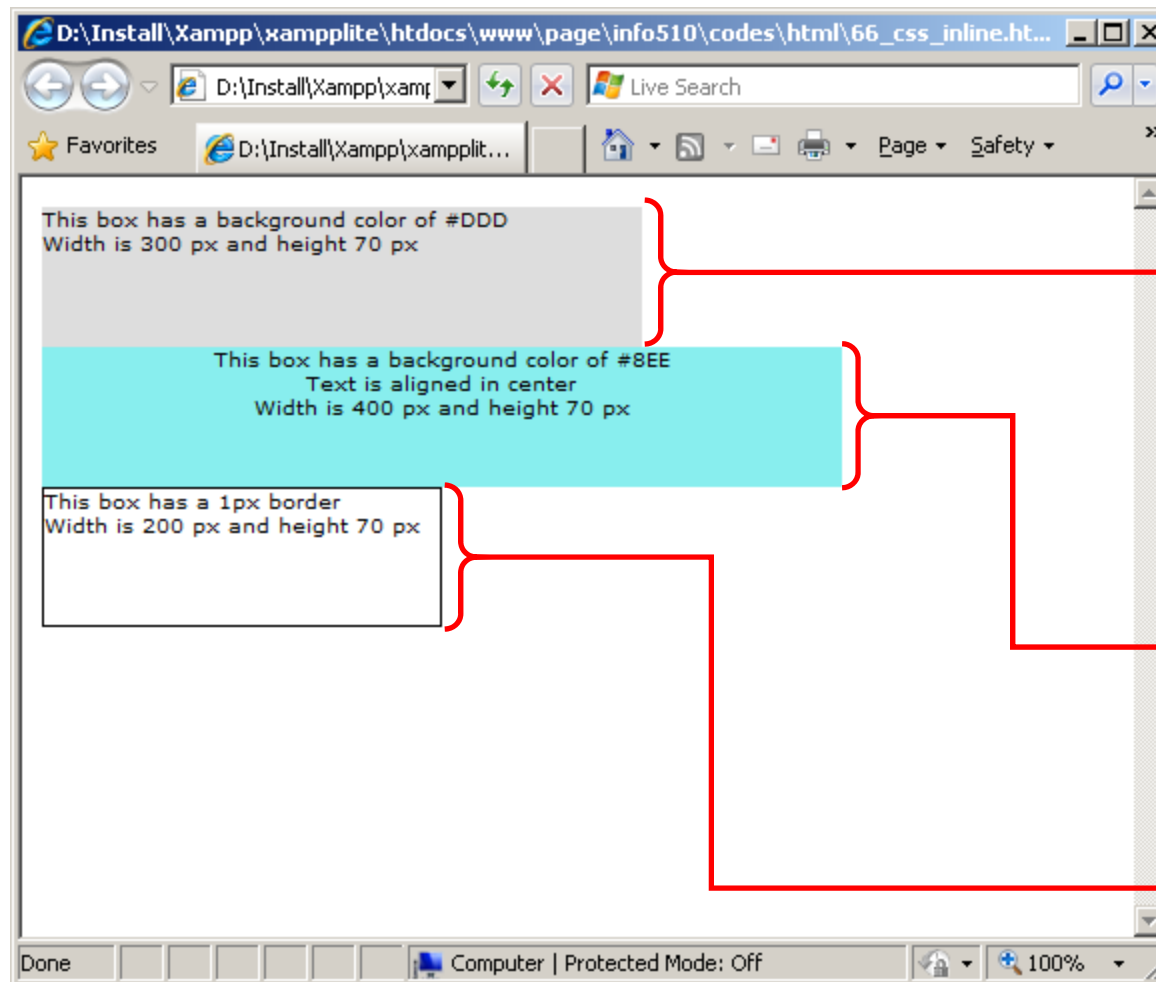 D:\Install\Xampp\xampplite\htdocs\www\page\info510\codes\html\66_css_inline.ht...
D:\Install\Xampp\xamp
Live Search
Favorites
D:\Install\Xampp\xampplit...
Page
Safety
»
This box has a background color of #DDD
Width is 300 px and height 70 px
This box has a background color of #8EE
Text is aligned in center
Width is 400 px and height 70 px
This box has a 1px border
Width is 200 px and height 70 px
Done
Computer | Protected Mode: Off
100%